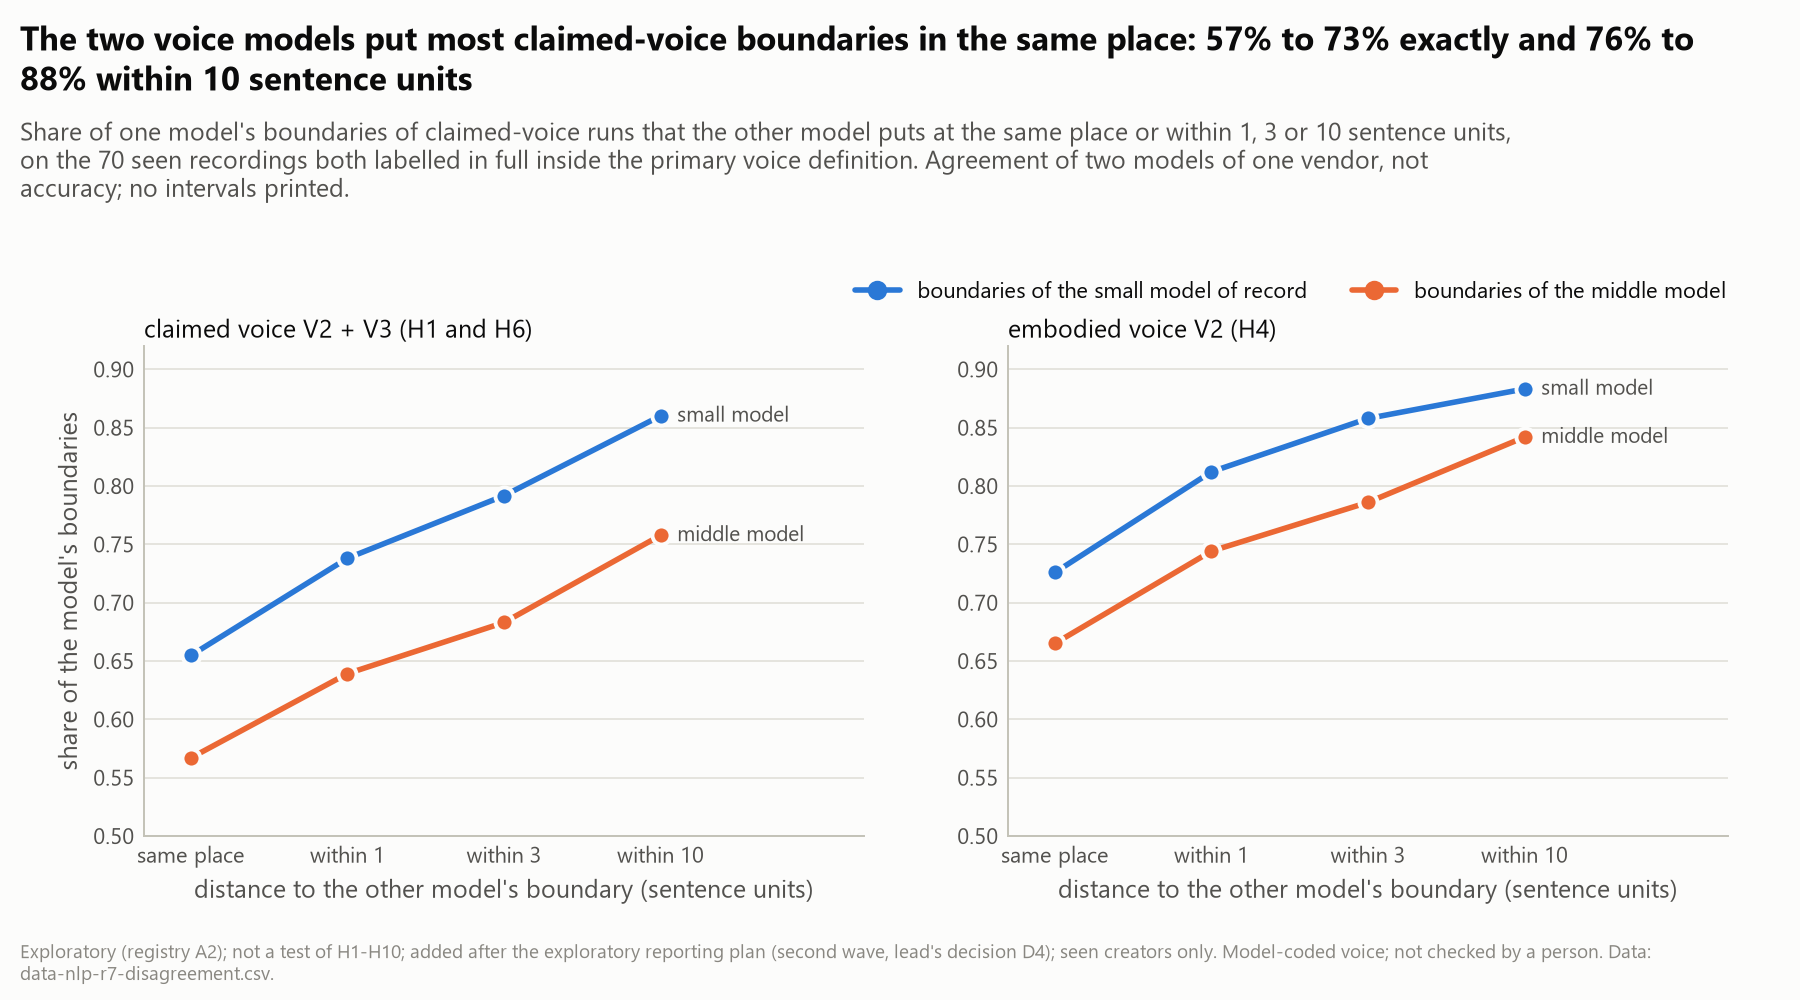 The two voice models put most claimed-voice boundaries in the same place: 57% to 73% exactly and 76% to
88% within 10 sentence units
Share of one model's boundaries of claimed-voice runs that the other model puts at the same place or within 1, 3 or 10 sentence units,
on the 70 seen recordings both labelled in full inside the primary voice definition. Agreement of two models of one vendor, not
accuracy; no intervals printed.
boundaries of the small model of record
boundaries of the middle model
claimed voice V2 + V3 (H1 and H6)
share of the model's boundaries
0.90
0.85
0.80
0.75
0.70
0.65
0.60
0.55
0.50
small model
middle model
same place
within 1
within 3
within 10
distance to the other model's boundary (sentence units)
embodied voice V2 (H4)
0.90
0.85
0.80
0.75
0.70
0.65
0.60
0.55
0.50
small model
middle model
same place
within 1
within 3
within 10
distance to the other model's boundary (sentence units)
Exploratory (registry A2); not a test of H1-H10; added after the exploratory reporting plan (second wave, lead's decision D4); seen creators only. Model-coded voice; not checked by a person. Data:
data-nlp-r7-disagreement.csv.